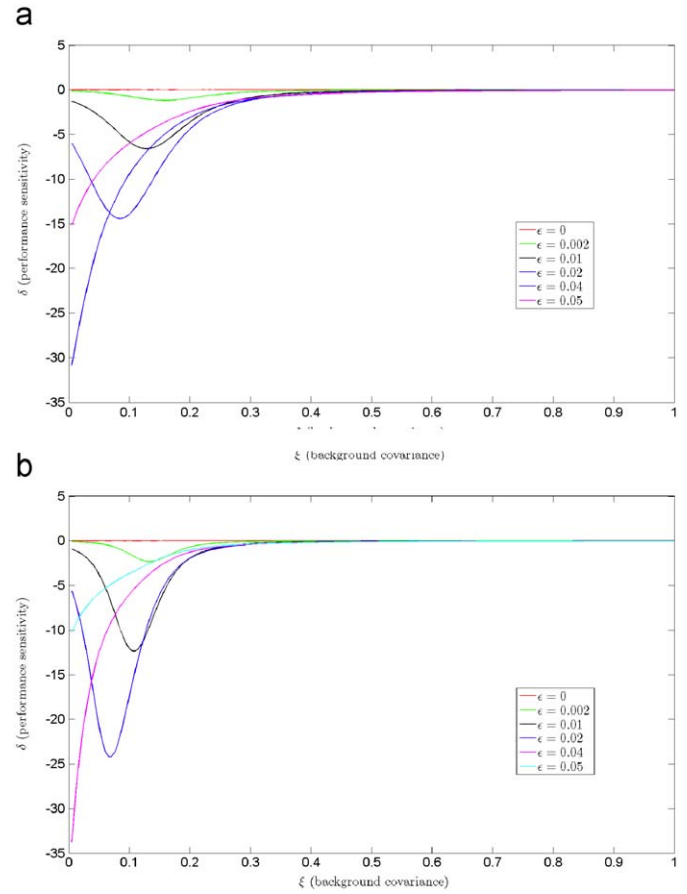 a
5
0
-5
-10
-15
-20
-25
-30
-35
δ (performance sensitivity)
ϵ = 0
ϵ = 0.002
ϵ = 0.01
ϵ = 0.02
ϵ = 0.04
ϵ = 0.05
0 0.1 0.2 0.3 0.4 0.5 0.6 0.7 0.8 0.9 1
ξ (background covariance)
b
5
0
-5
-10
-15
-20
-25
-30
-35
δ (performance sensitivity)
ϵ = 0
ϵ = 0.002
ϵ = 0.01
ϵ = 0.02
ϵ = 0.04
ϵ = 0.05
0 0.1 0.2 0.3 0.4 0.5 0.6 0.7 0.8 0.9 1
ξ (background covariance)